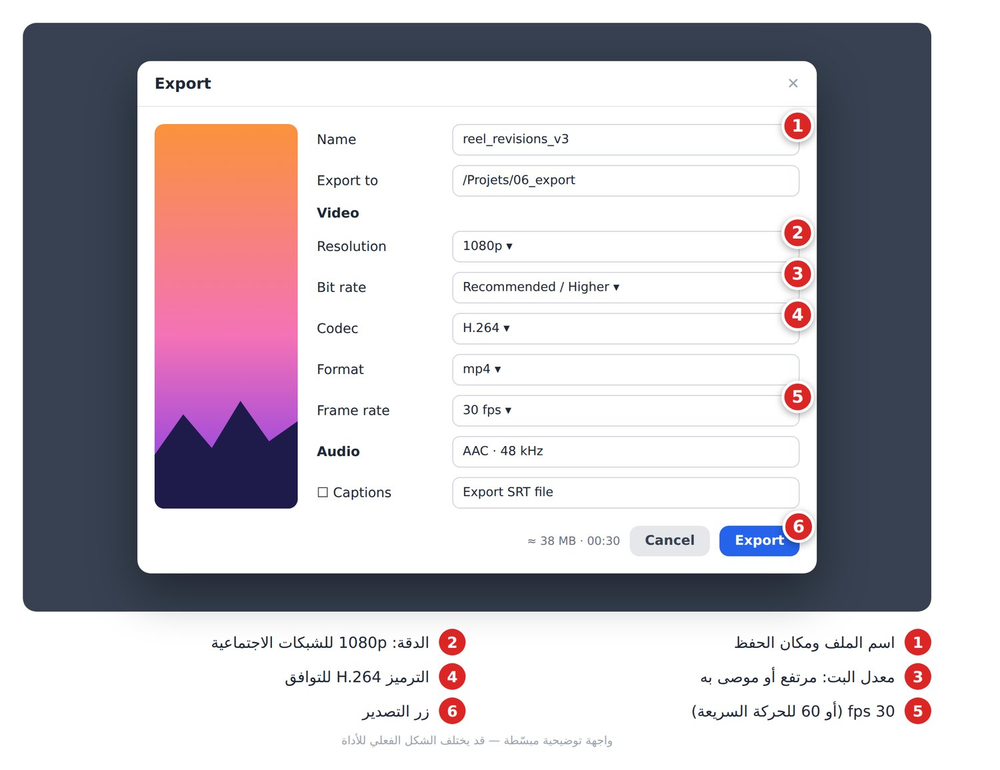 Export ✕
Name reel_revisions_v3 1
Export to /Projets/06_export
Video
Resolution 1080p ▾ 2
Bit rate Recommended / Higher ▾ 3
Codec H.264 ▾ 4
Format mp4 ▾
Frame rate 30 fps ▾ 5
Audio AAC · 48 kHz
☐ Captions Export SRT file
≈ 38 MB · 00:30 Cancel Export 6
1 اسم الملف ومكان الحفظ
2 الدقة: 1080p للشبكات الاجتماعية
3 معدل البت: مرتفع أو موصى به
4 الترميز H.264 للتوافق
5 30 fps (أو 60 للحركة السريعة)
6 زر التصدير
واجهة توضيحية مبسّطة — قد يختلف الشكل الفعلي للأداة